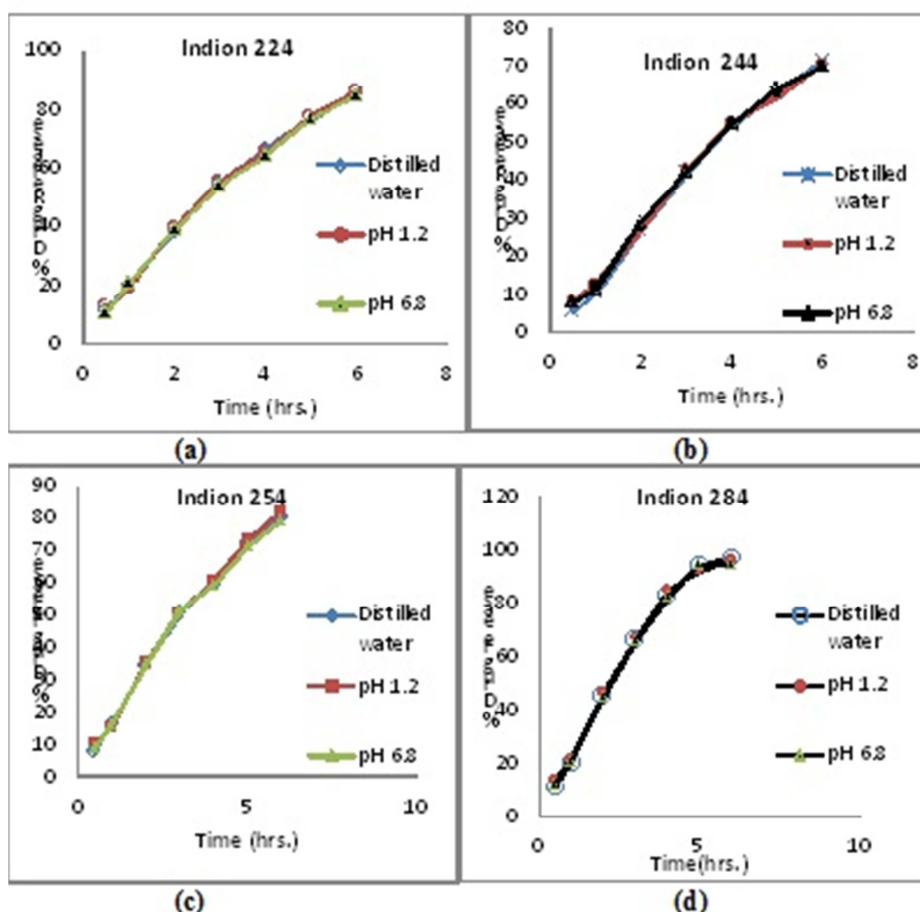 Indion 224
100
80
60
40
20
0
0 2 4 6 8
Time (hrs.)
Distilled
water
pH 1.2
pH 6.8
(a)
Indion 244
80
70
60
50
40
30
20
10
0
0 2 4 6 8
Time (hrs.)
Distilled
water
pH 1.2
pH 6.8
(b)
Indion 254
90
80
70
60
50
40
30
20
10
0
0 5 10
Time (hrs.)
Distilled
water
pH 1.2
pH 6.8
(c)
Indion 284
120
100
80
60
40
20
0
0 5 10
Time(hrs.)
Distilled
water
pH 1.2
pH 6.8
(d)